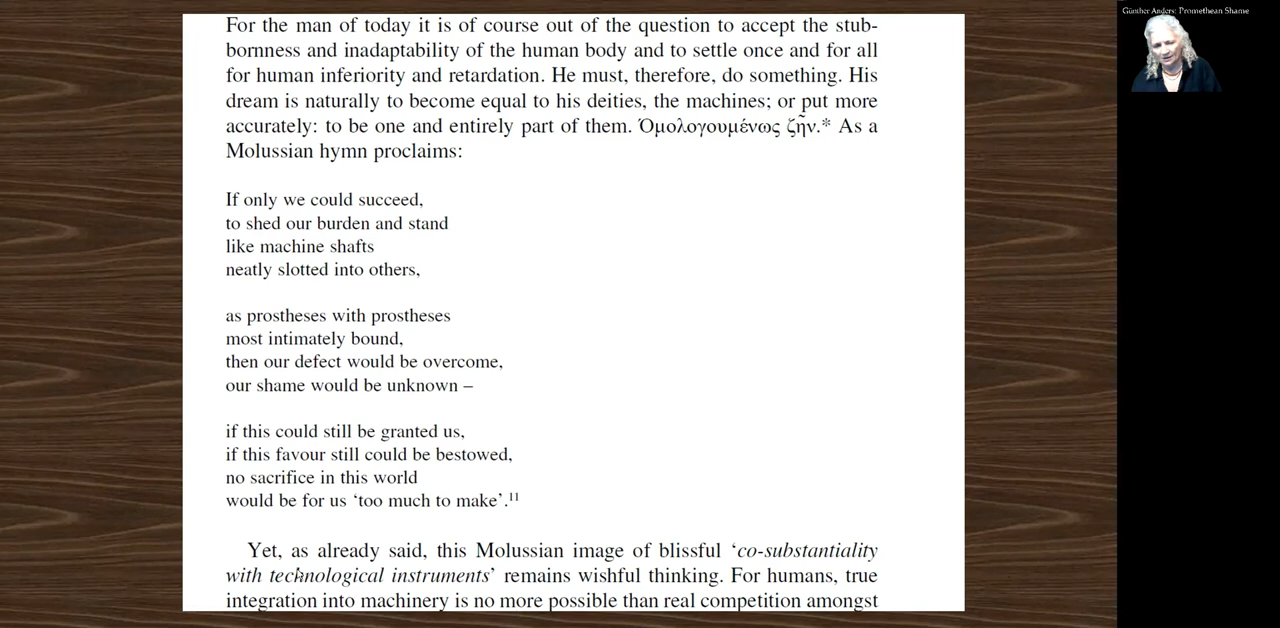 For the man of today it is of course out of the question to accept the stub-
bornness and inadaptability of the human body and to settle once and for all
for human inferiority and retardation. He must, therefore, do something. His
dream is naturally to become equal to his deities, the machines; or put more
accurately: to be one and entirely part of them. Ὁμολογουμένως ζῆν.* As a
Molussian hymn proclaims:
If only we could succeed,
to shed our burden and stand
like machine shafts
neatly slotted into others,
as prostheses with prostheses
most intimately bound,
then our defect would be overcome,
our shame would be unknown –
if this could still be granted us,
if this favour still could be bestowed,
no sacrifice in this world
would be for us ‘too much to make’.¹¹
Yet, as already said, this Molussian image of blissful ‘co-substantiality
with technological instruments’ remains wishful thinking. For humans, true
integration into machinery is no more possible than real competition amongst
Günther Anders: Promethean Shame